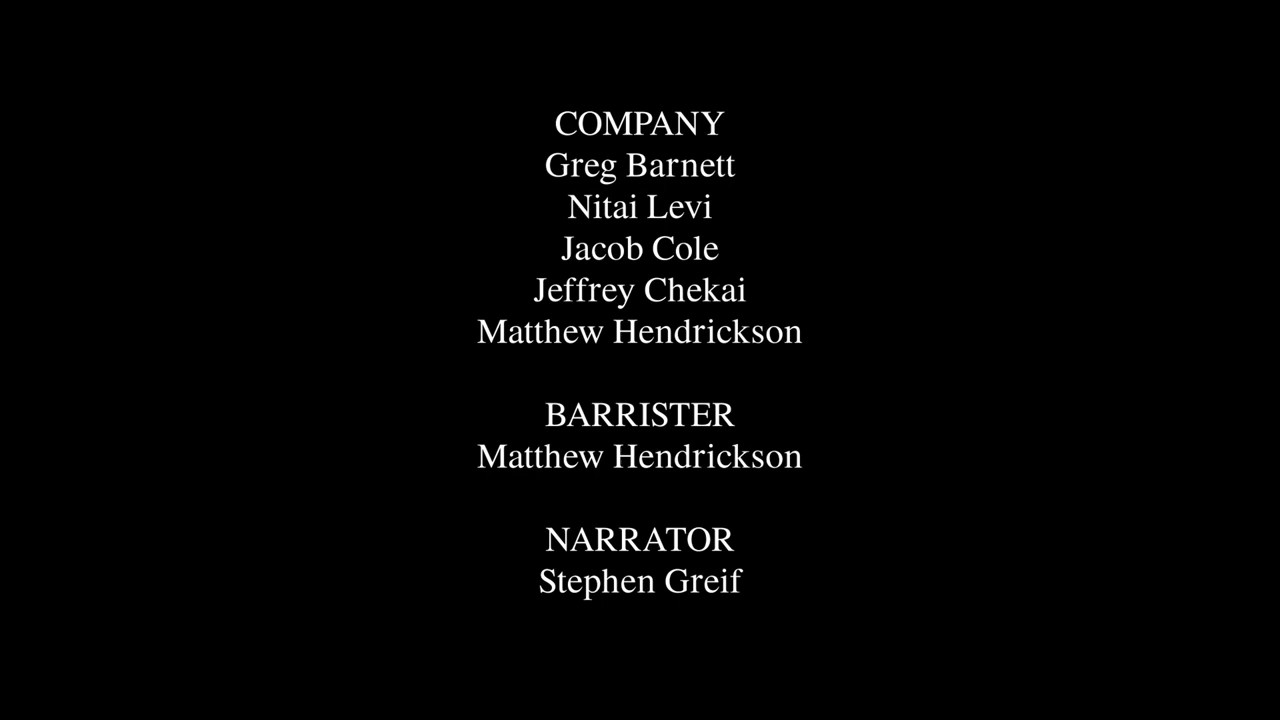 COMPANY
Greg Barnett
Nitai Levi
Jacob Cole
Jeffrey Chekai
Matthew Hendrickson
BARRISTER
Matthew Hendrickson
NARRATOR
Stephen Greif